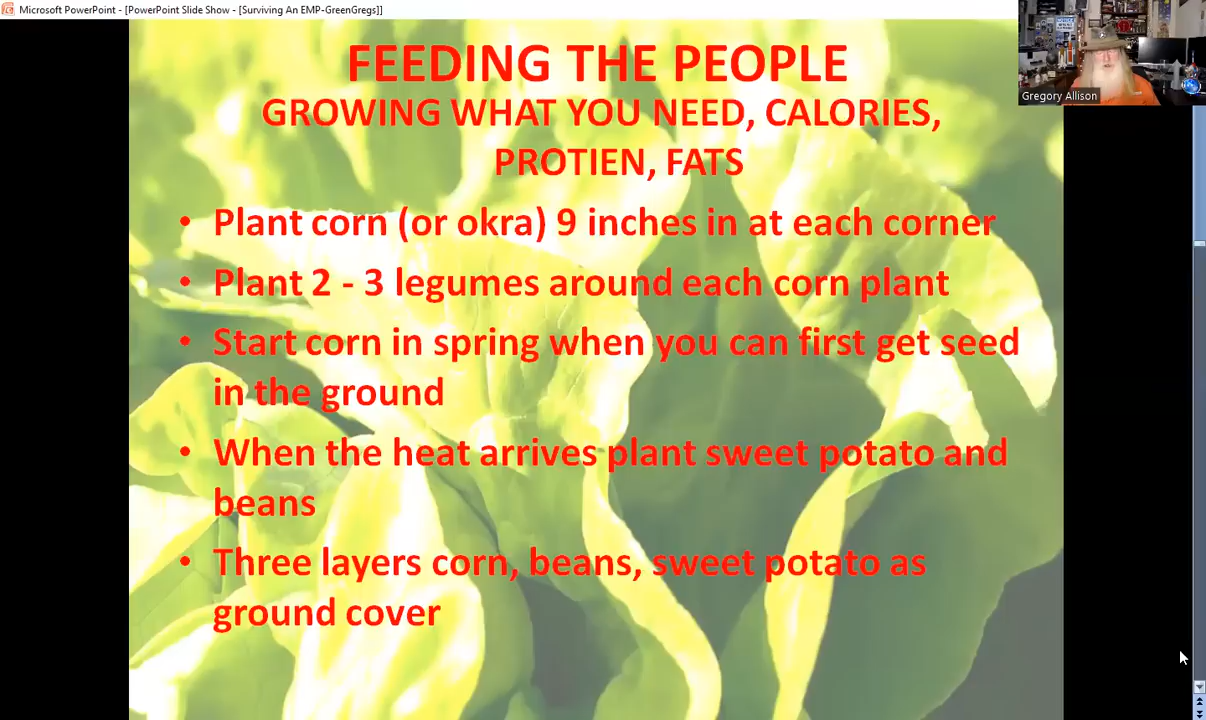 Microsoft PowerPoint - [PowerPoint Slide Show - [Surviving An EMP-GreenGregs]]
Gregory Allison
FEEDING THE PEOPLE
GROWING WHAT YOU NEED, CALORIES,
PROTIEN, FATS
• Plant corn (or okra) 9 inches in at each corner
• Plant 2 - 3 legumes around each corn plant
• Start corn in spring when you can first get seed
in the ground
• When the heat arrives plant sweet potato and
beans
• Three layers corn, beans, sweet potato as
ground cover